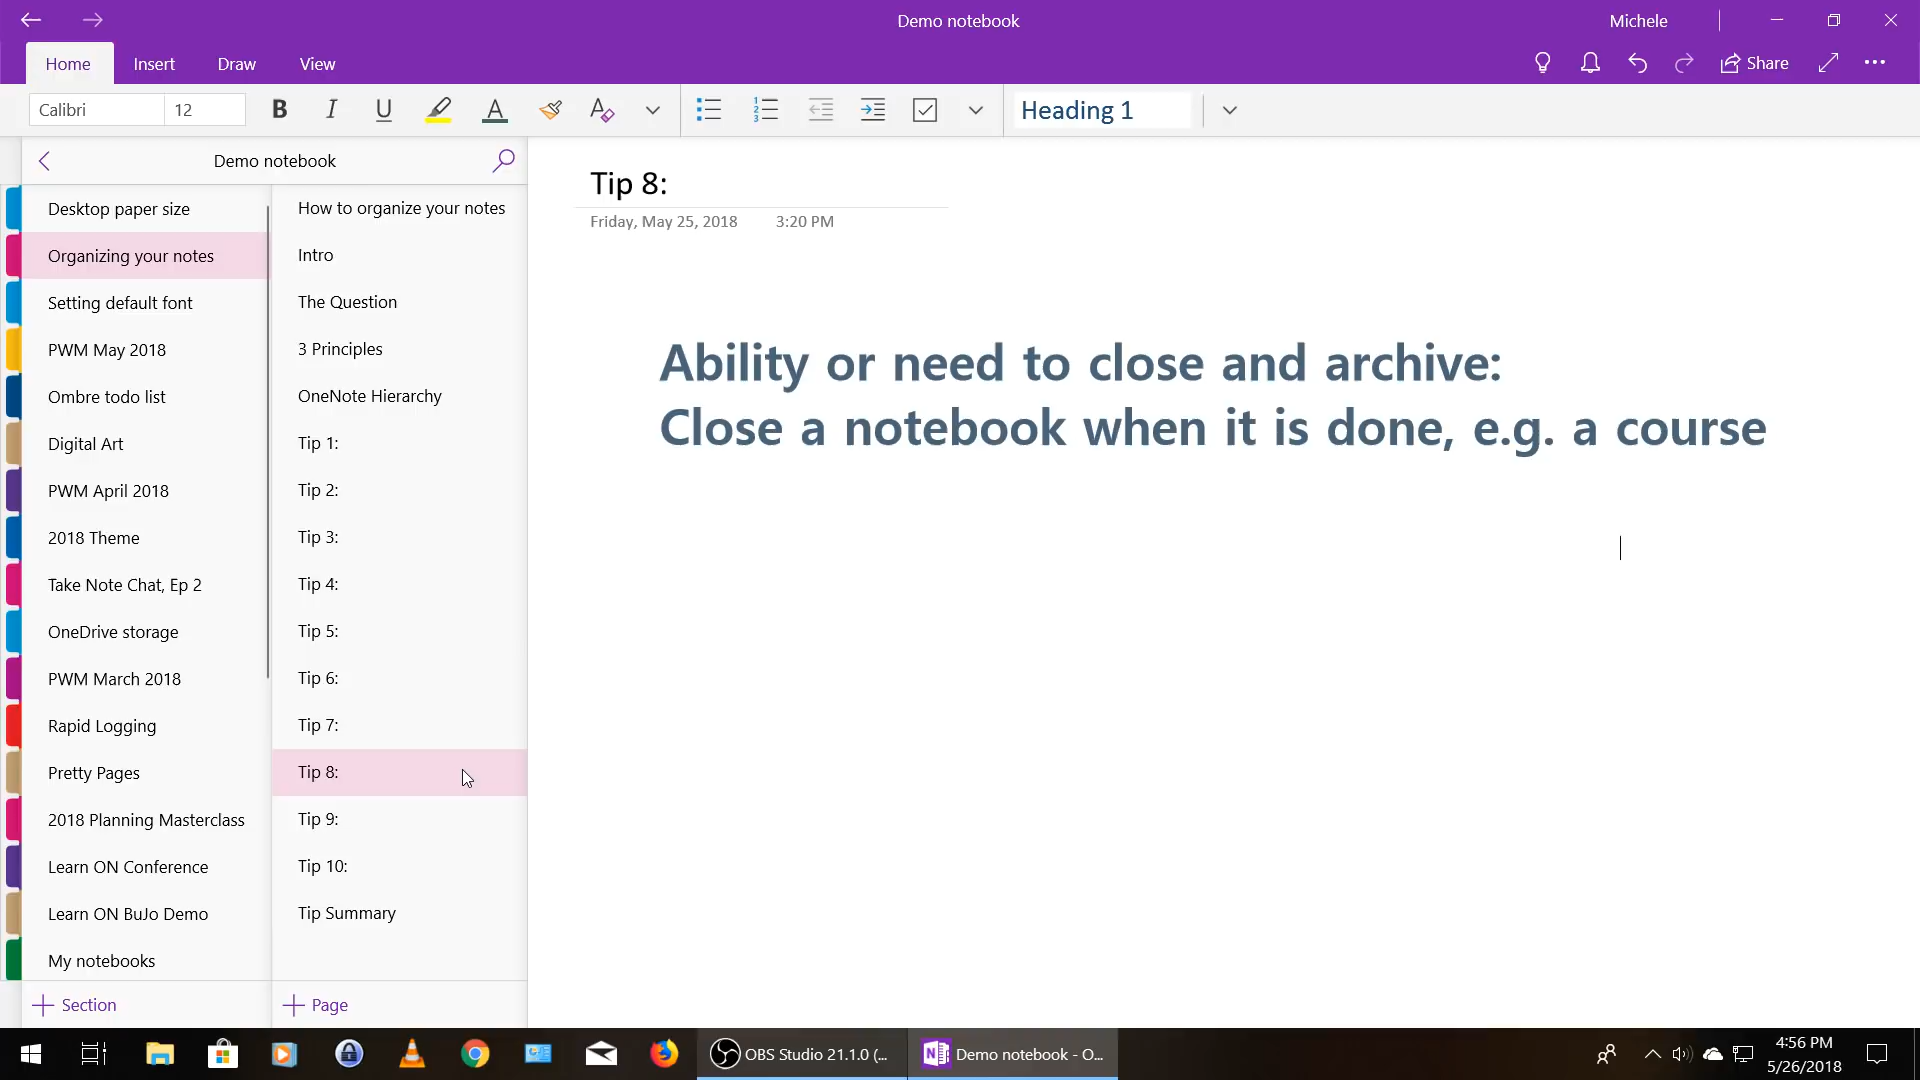 Demo notebook
Michele
Home
Insert
Draw
View
Share
Calibri
12
B
I
U
A
A
Heading 1
Demo notebook
Desktop paper size
Organizing your notes
Setting default font
PWM May 2018
Ombre todo list
Digital Art
PWM April 2018
2018 Theme
Take Note Chat, Ep 2
OneDrive storage
PWM March 2018
Rapid Logging
Pretty Pages
2018 Planning Masterclass
Learn ON Conference
Learn ON BuJo Demo
My notebooks
Section
How to organize your notes
Intro
The Question
3 Principles
OneNote Hierarchy
Tip 1:
Tip 2:
Tip 3:
Tip 4:
Tip 5:
Tip 6:
Tip 7:
Tip 8:
Tip 9:
Tip 10:
Tip Summary
Page
Tip 8:
Friday, May 25, 2018 3:20 PM
Ability or need to close and archive:
Close a notebook when it is done, e.g. a course
OBS Studio 21.1.0 (...
Demo notebook - O...
4:56 PM
5/26/2018